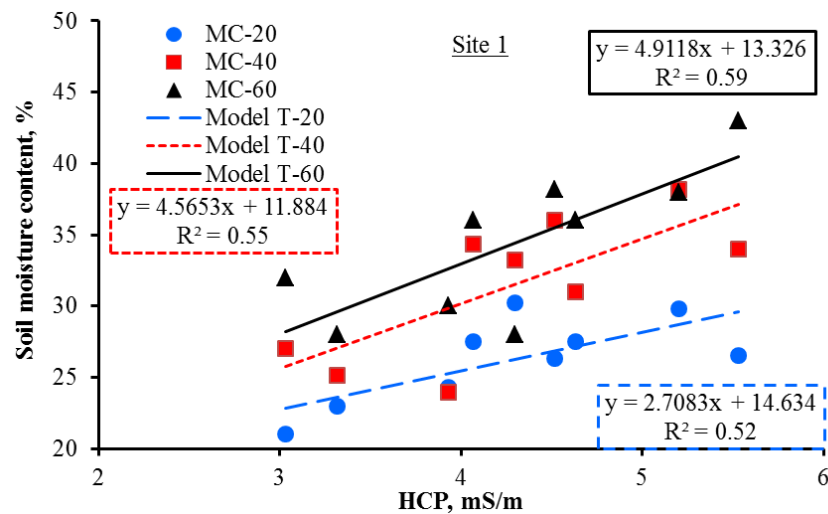 Site 1
MC-20
MC-40
MC-60
Model T-20
Model T-40
Model T-60
y = 4.9118x + 13.326
R² = 0.59
y = 4.5653x + 11.884
R² = 0.55
y = 2.7083x + 14.634
R² = 0.52
Soil moisture content, %
50
45
40
35
30
25
20
2
3
4
5
6
HCP, mS/m